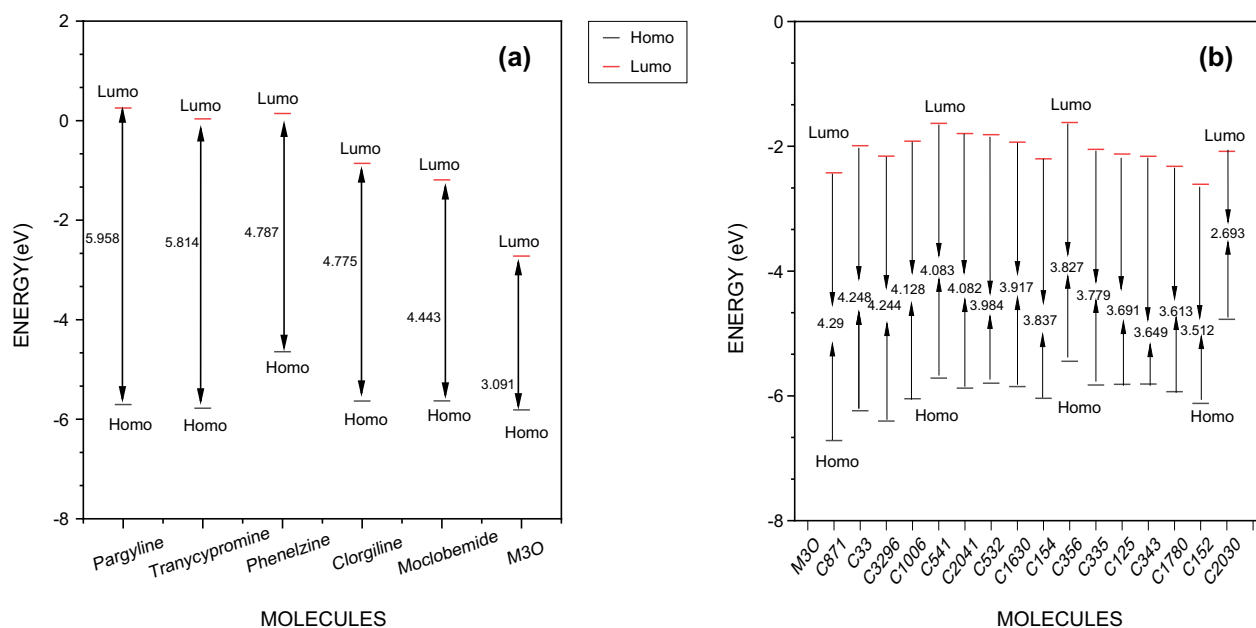 (a)
2
0
-2
-4
-6
-8
ENERGY(eV)
Lumo
Lumo
Lumo
Lumo
Lumo
Lumo
5.958
5.814
4.787
4.775
4.443
3.091
Homo
Homo
Homo
Homo
Homo
Homo
Pargyline
Tranycypromine
Phenelzine
Clorgiline
Moclobemide
M3O
MOLECULES
Homo
Lumo
(b)
0
-2
-4
-6
-8
ENERGY (eV)
Lumo
Lumo
Lumo
Lumo
4.29
4.248
4.244
4.128
4.083
4.082
3.984
3.917
3.837
3.827
3.779
3.691
3.649
3.613
3.512
2.693
Homo
Homo
Homo
Homo
M3O
C871
C33
C3296
C1006
C541
C2041
C532
C1630
C154
C356
C335
C125
C343
C1780
C152
C2030
MOLECULES